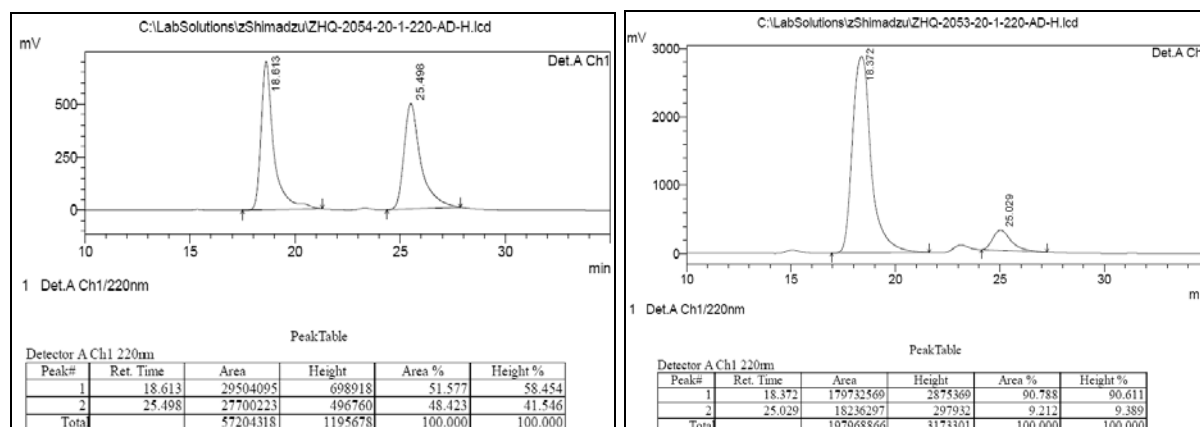 C:\LabSolutions\zShimadzu\ZHQ-2054-20-1-220-AD-H.lcd
mV
Det.A Ch1
18.613
25.498
500
250
0
10 15 20 25 30
min
1 Det.A Ch1/220nm
PeakTable
Detector A Ch1 220nm
Peak# Ret. Time Area Height Area % Height %
1 18.613 29504095 698918 51.577 58.454
2 25.498 27700223 496760 48.423 41.546
Total 57204318 1195678 100.000 100.000
C:\LabSolutions\zShimadzu\ZHQ-2053-20-1-220-AD-H.lcd
mV
Det.A Ch
18.372
25.029
3000
2000
1000
0
10 15 20 25 30
m
1 Det.A Ch1/220nm
PeakTable
Detector A Ch1 220nm
Peak# Ret. Time Area Height Area % Height %
1 18.372 179732569 2875369 90.788 90.611
2 25.029 18236297 297932 9.212 9.389
Total 197968866 3173301 100.000 100.000